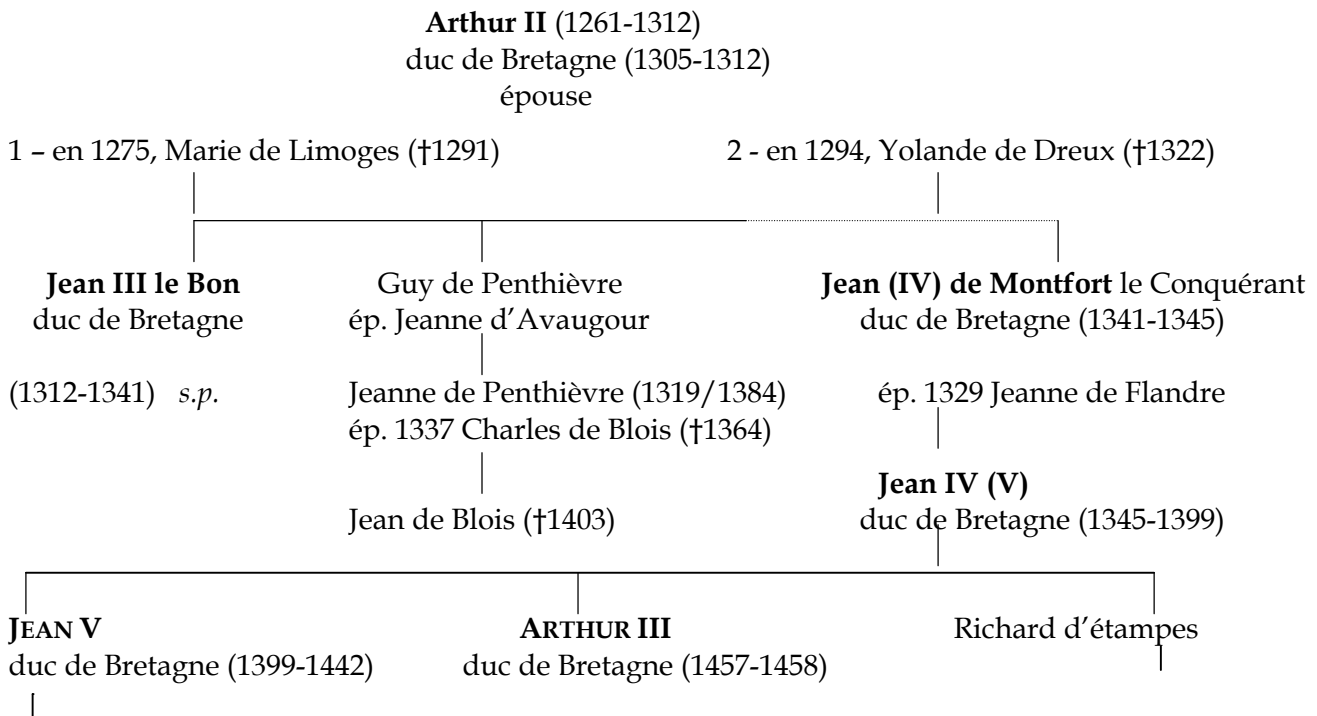 Arthur II (1261-1312)
duc de Bretagne (1305-1312)
épouse
1 – en 1275, Marie de Limoges (†1291)
2 - en 1294, Yolande de Dreux (†1322)
Jean III le Bon
duc de Bretagne
Guy de Penthièvre
ép. Jeanne d’Avaugour
Jean (IV) de Montfort le Conquérant
duc de Bretagne (1341-1345)
(1312-1341) s.p.
Jeanne de Penthièvre (1319/1384)
ép. 1337 Charles de Blois (†1364)
ép. 1329 Jeanne de Flandre
Jean de Blois (†1403)
Jean IV (V)
duc de Bretagne (1345-1399)
JEAN V
duc de Bretagne (1399-1442)
ARTHUR III
duc de Bretagne (1457-1458)
Richard d’étampes